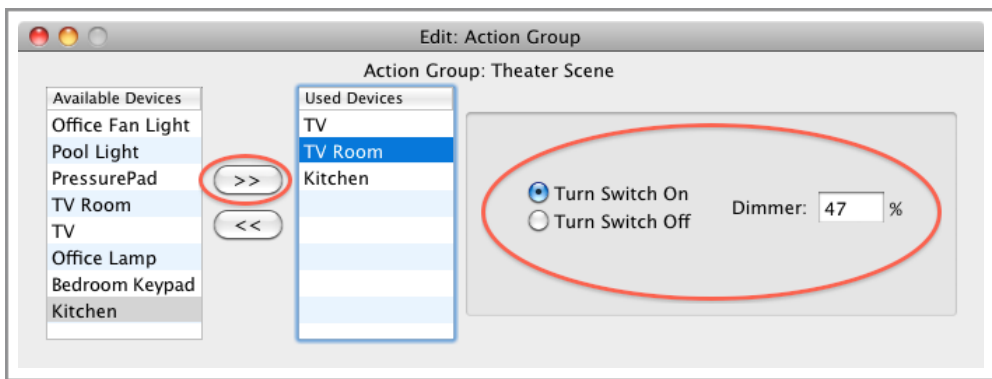 Edit: Action Group
Action Group: Theater Scene
Available Devices
Office Fan Light
Pool Light
PressurePad
TV Room
TV
Office Lamp
Bedroom Keypad
Kitchen
>>
<<
Used Devices
TV
TV Room
Kitchen
Turn Switch On
Turn Switch Off
Dimmer: 47 %